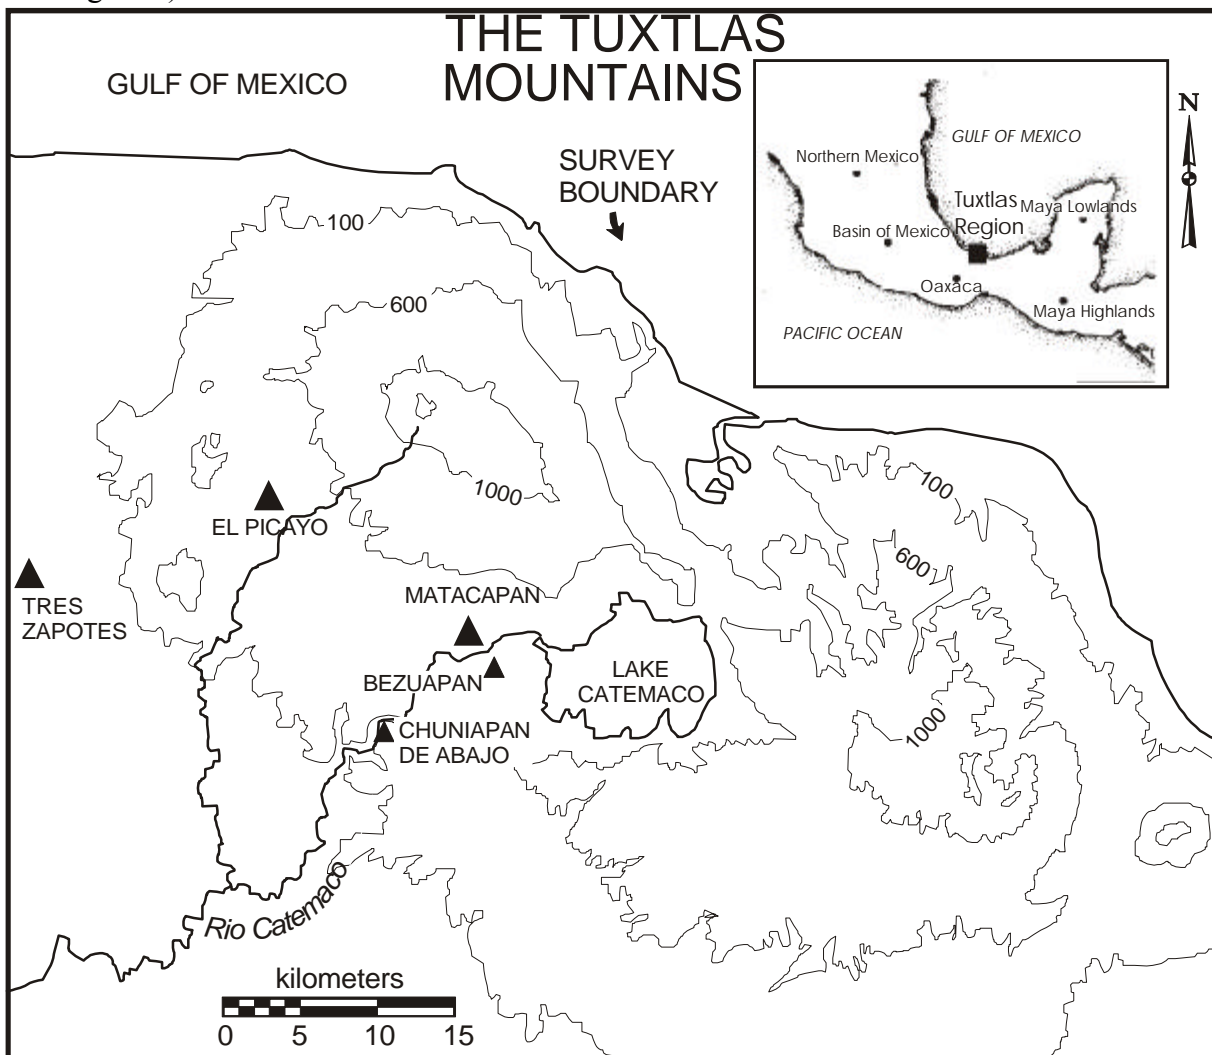 THE TUXTLAS
MOUNTAINS
GULF OF MEXICO
SURVEY
BOUNDARY
N
GULF OF MEXICO
Northern Mexico
Tuxtlas
Region
Maya Lowlands
Basin of Mexico
Oaxaca
Maya Highlands
PACIFIC OCEAN
100
600
1000
100
600
1000
EL PICAYO
TRES
ZAPOTES
MATACAPAN
BEZUAPAN
LAKE
CATEMACO
CHUNIAPAN
DE ABAJO
Rio Catemaco
kilometers
0 5 10 15